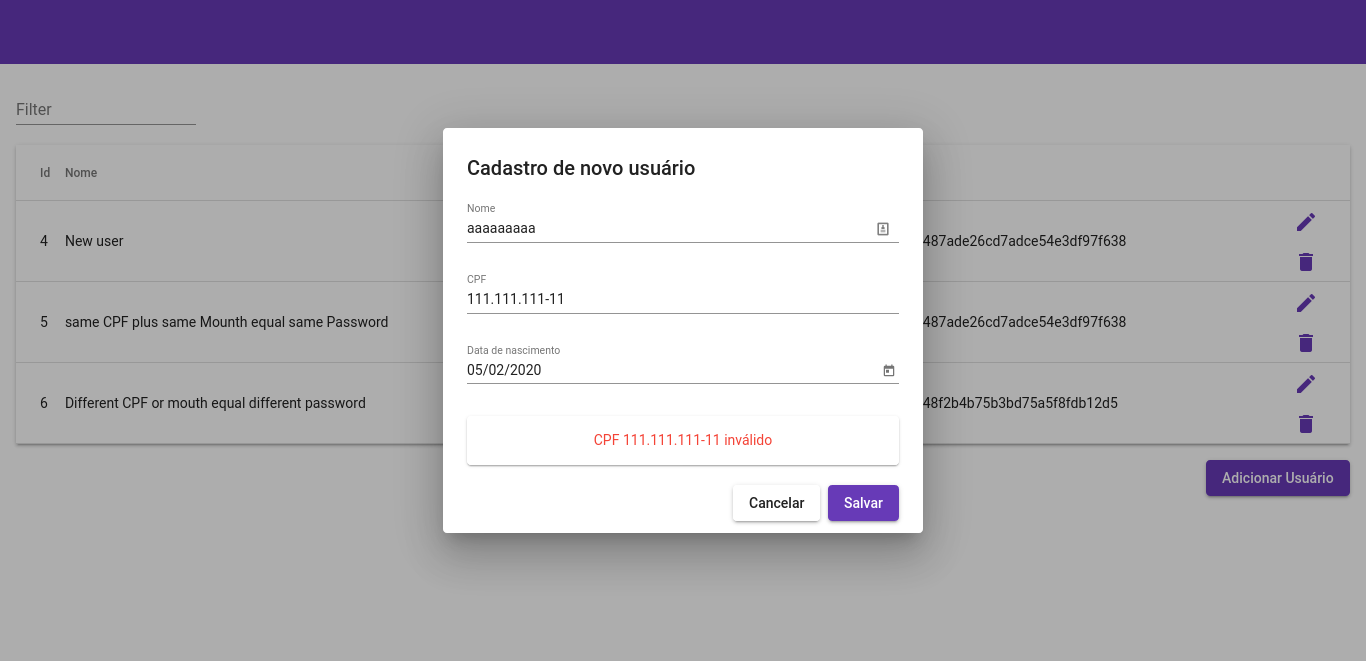 Filter
Id Nome
4 New user 487ade26cd7adce54e3df97f638
5 same CPF plus same Mounth equal same Password 487ade26cd7adce54e3df97f638
6 Different CPF or mouth equal different password 48f2b4b75b3bd75a5f8fdb12d5
Adicionar Usuário
Cadastro de novo usuário
Nome
aaaaaaaaa
CPF
111.111.111-11
Data de nascimento
05/02/2020
CPF 111.111.111-11 inválido
Cancelar Salvar